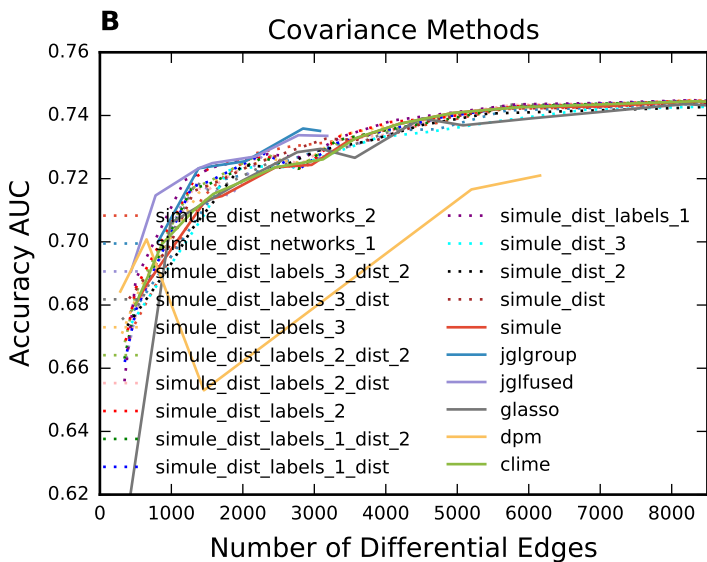 B
Covariance Methods
Accuracy AUC
0.76
0.74
0.72
0.70
0.68
0.66
0.64
0.62
simule_dist_networks_2
simule_dist_networks_1
simule_dist_labels_3_dist_2
simule_dist_labels_3_dist
simule_dist_labels_3
simule_dist_labels_2_dist_2
simule_dist_labels_2_dist
simule_dist_labels_2
simule_dist_labels_1_dist_2
simule_dist_labels_1_dist
simule_dist_labels_1
simule_dist_3
simule_dist_2
simule_dist
simule
jglgroup
jglfused
glasso
dpm
clime
0 1000 2000 3000 4000 5000 6000 7000 8000
Number of Differential Edges